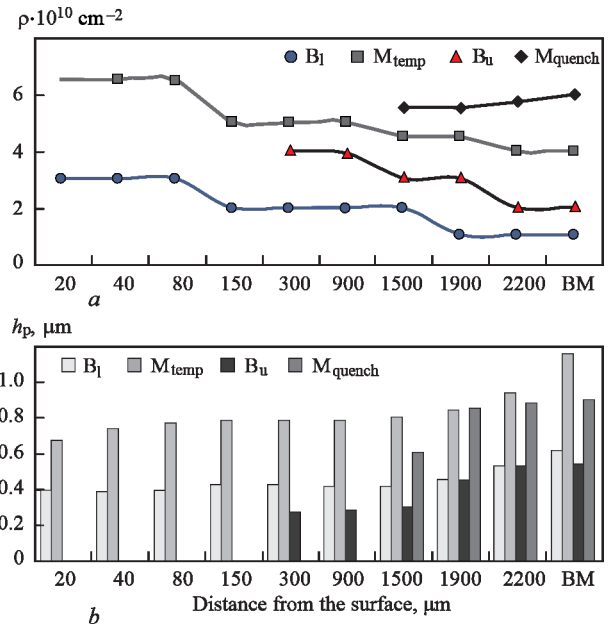 ρ·10¹⁰ cm⁻²
B_l M_temp B_u M_quench
6
4
2
0
20 40 80 150 300 900 1500 1900 2200 BM
a
h_p, μm
B_l M_temp B_u M_quench
1.0
0.8
0.6
0.4
0.2
0
20 40 80 150 300 900 1500 1900 2200 BM
b Distance from the surface, μm